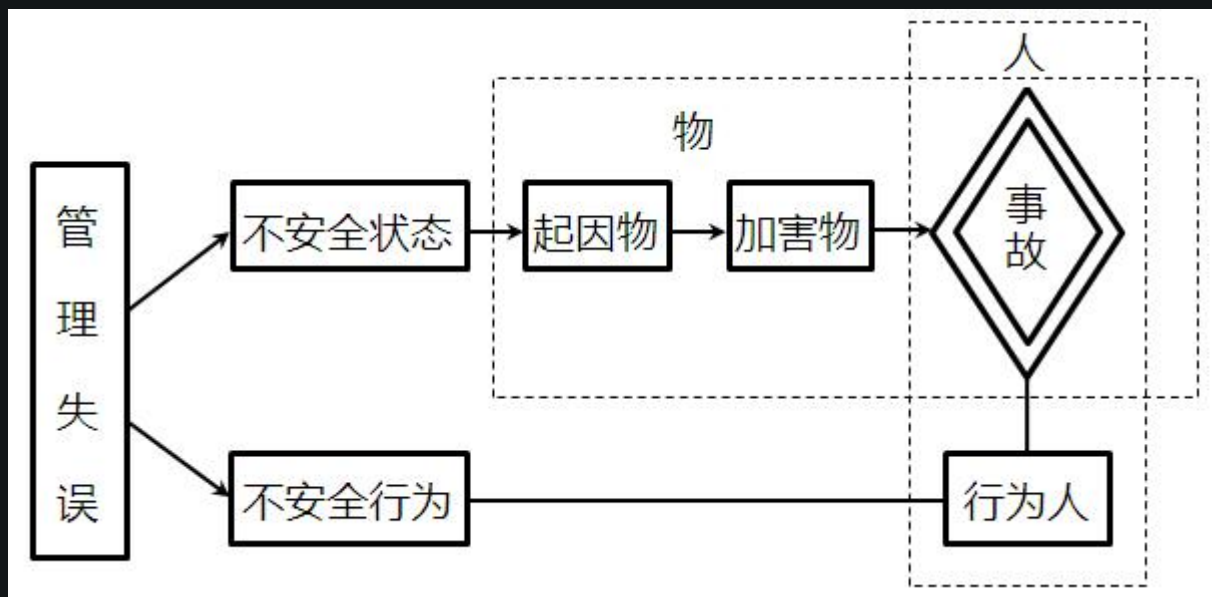 人
物
管理失误
不安全状态
起因物
加害物
事故
不安全行为
行为人